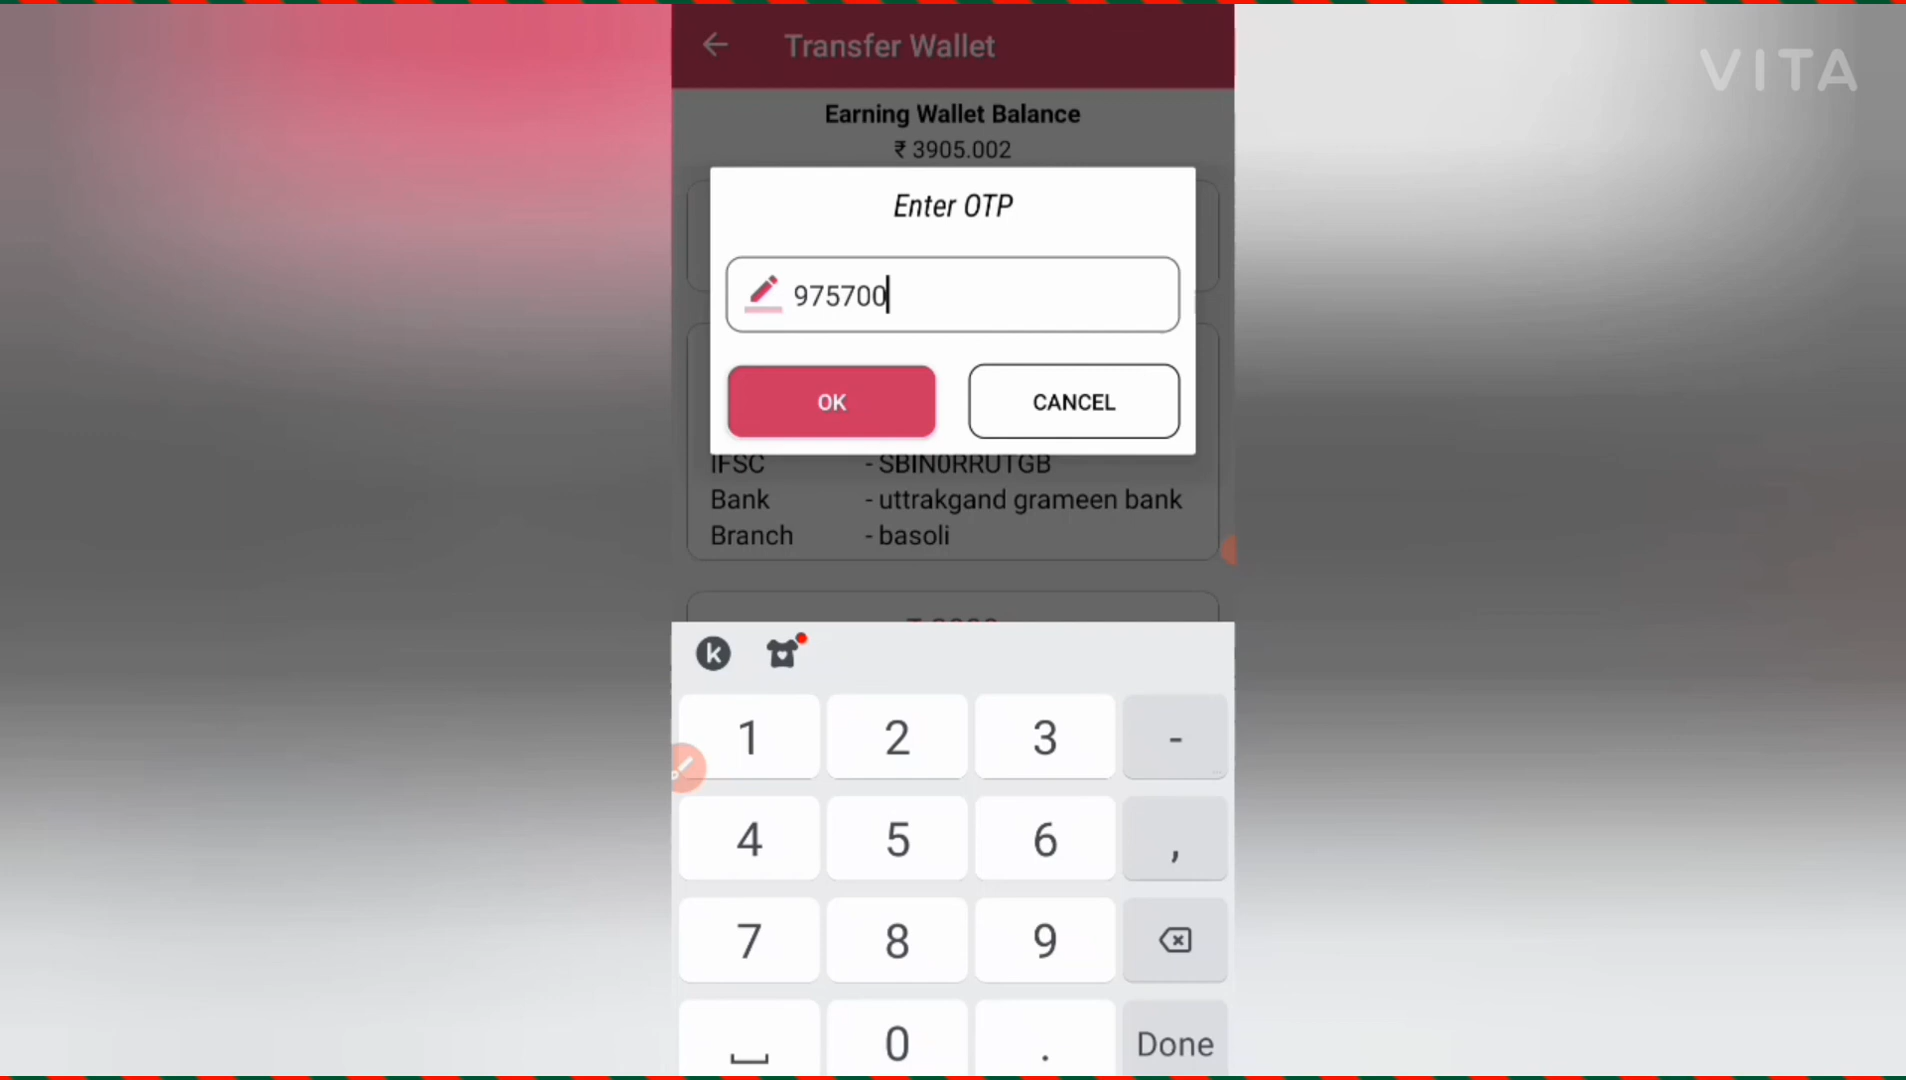 Transfer Wallet
VITA
Earning Wallet Balance
₹ 3905.002
Enter OTP
975700
OK CANCEL
IFSC - SBIN0RRUTGB
Bank - uttrakgand grameen bank
Branch - basoli
k
1 2 3 -
4 5 6 ,
7 8 9
0 . Done